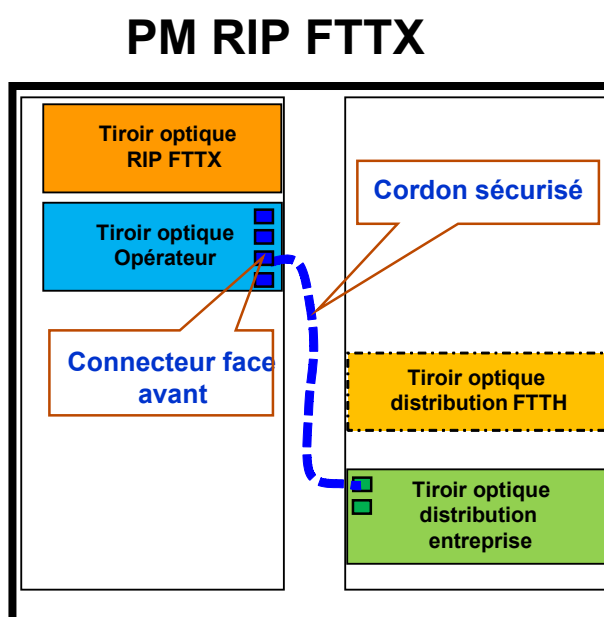 PM RIP FTTX
Tiroir optique
RIP FTTX
Cordon sécurisé
Tiroir optique
Opérateur
Connecteur face
avant
Tiroir optique
distribution FTTH
Tiroir optique
distribution
entreprise